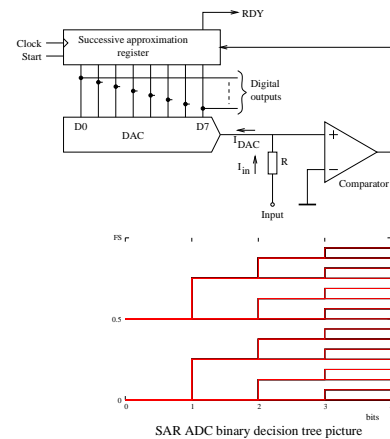 RDY
Clock
Successive approximation
register
Start
Digital
outputs
D0
D7
DAC
I DAC
+
−
R
I in
Comparator
Input
FS
0.5
0
0
1
2
3
bits
SAR ADC binary decision tree picture